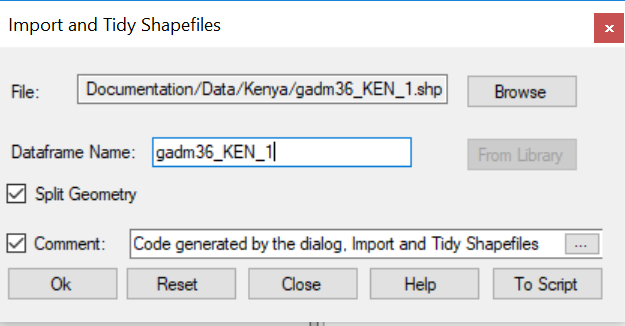 Import and Tidy Shapefiles
x
File: Documentation/Data/Kenya/gadm36_KEN_1.shp Browse
Dataframe Name: gadm36_KEN_1 From Library
Split Geometry
Comment: Code generated by the dialog, Import and Tidy Shapefiles ...
Ok Reset Close Help To Script